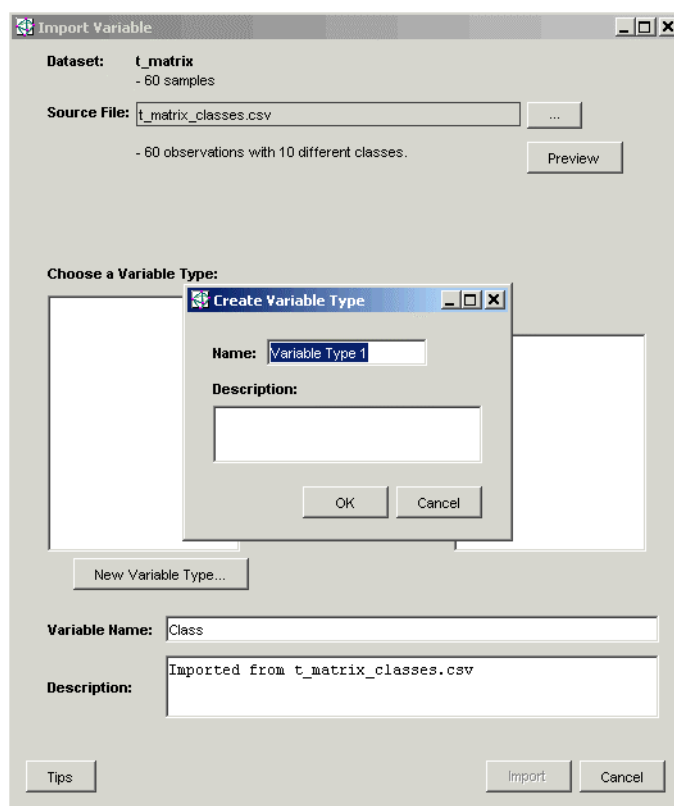 Import Variable
Dataset: t_matrix
- 60 samples
Source File: t_matrix_classes.csv ...
- 60 observations with 10 different classes.
Preview
Choose a Variable Type:
Create Variable Type
Name: Variable Type 1
Description:
OK Cancel
New Variable Type...
Variable Name: Class
Description: Imported from t_matrix_classes.csv
Tips Import Cancel